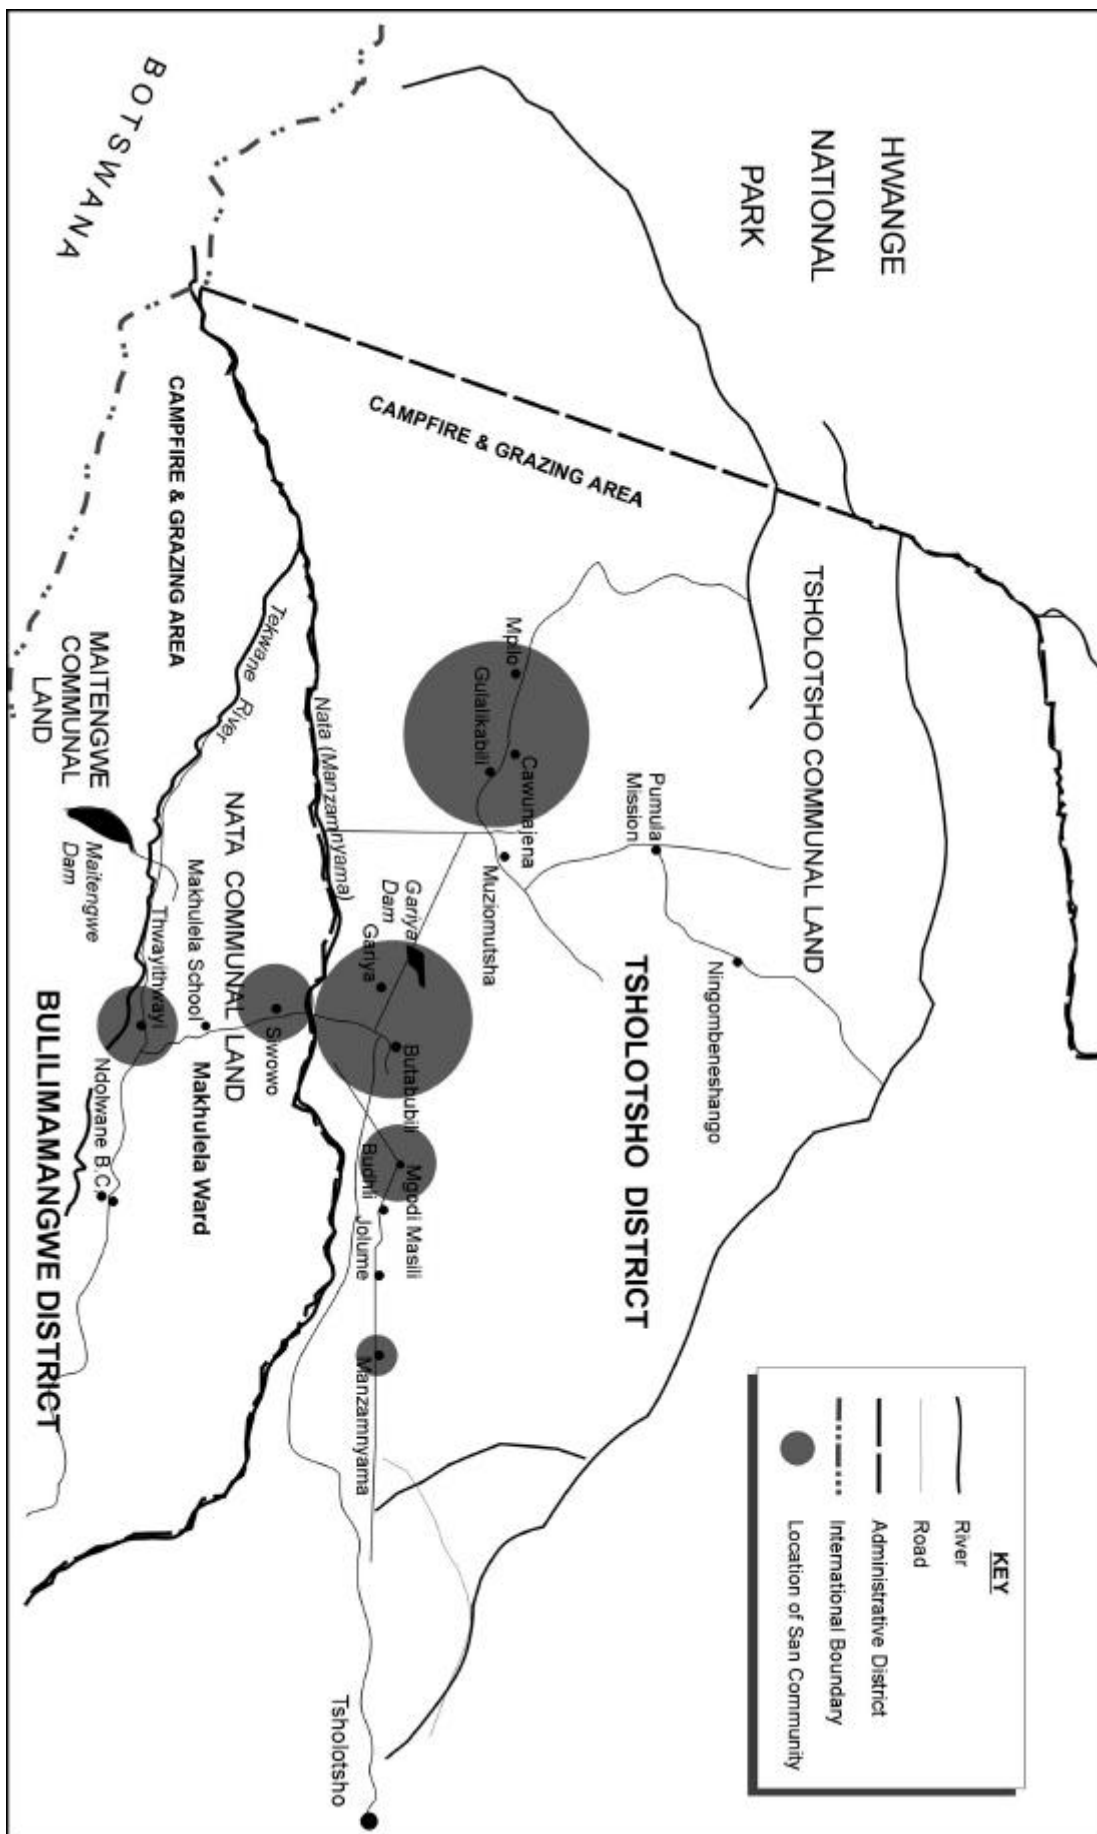 HWANGE
NATIONAL
PARK
BOTSWANA
CAMPFIRE & GRAZING AREA
CAMPFIRE & GRAZING AREA
TSHOLOTSHO COMMUNAL LAND
Mpilo
Gulalikabili
Cawunajena
Muziomutsha
Pumula
Mission
Ningombeneshango
TSHOLOTSHO DISTRICT
Tekwane River
Nata (Manzamnyama)
MAITENGWE
COMMUNAL
LAND
Maitengwe
Dam
NATA COMMUNAL LAND
Gariya
Dam
Gariya
Butabubili
Siwowo
Makhulela School
Thwayithwayi
Makhulela Ward
Ndolwane B.C.
BULILIMAMANGWE DISTRICT
Mgodi Masili
Budhli
Jolume
Manzamnyama
Tsholotsho
KEY
River
Road
Administrative District
International Boundary
Location of San Community